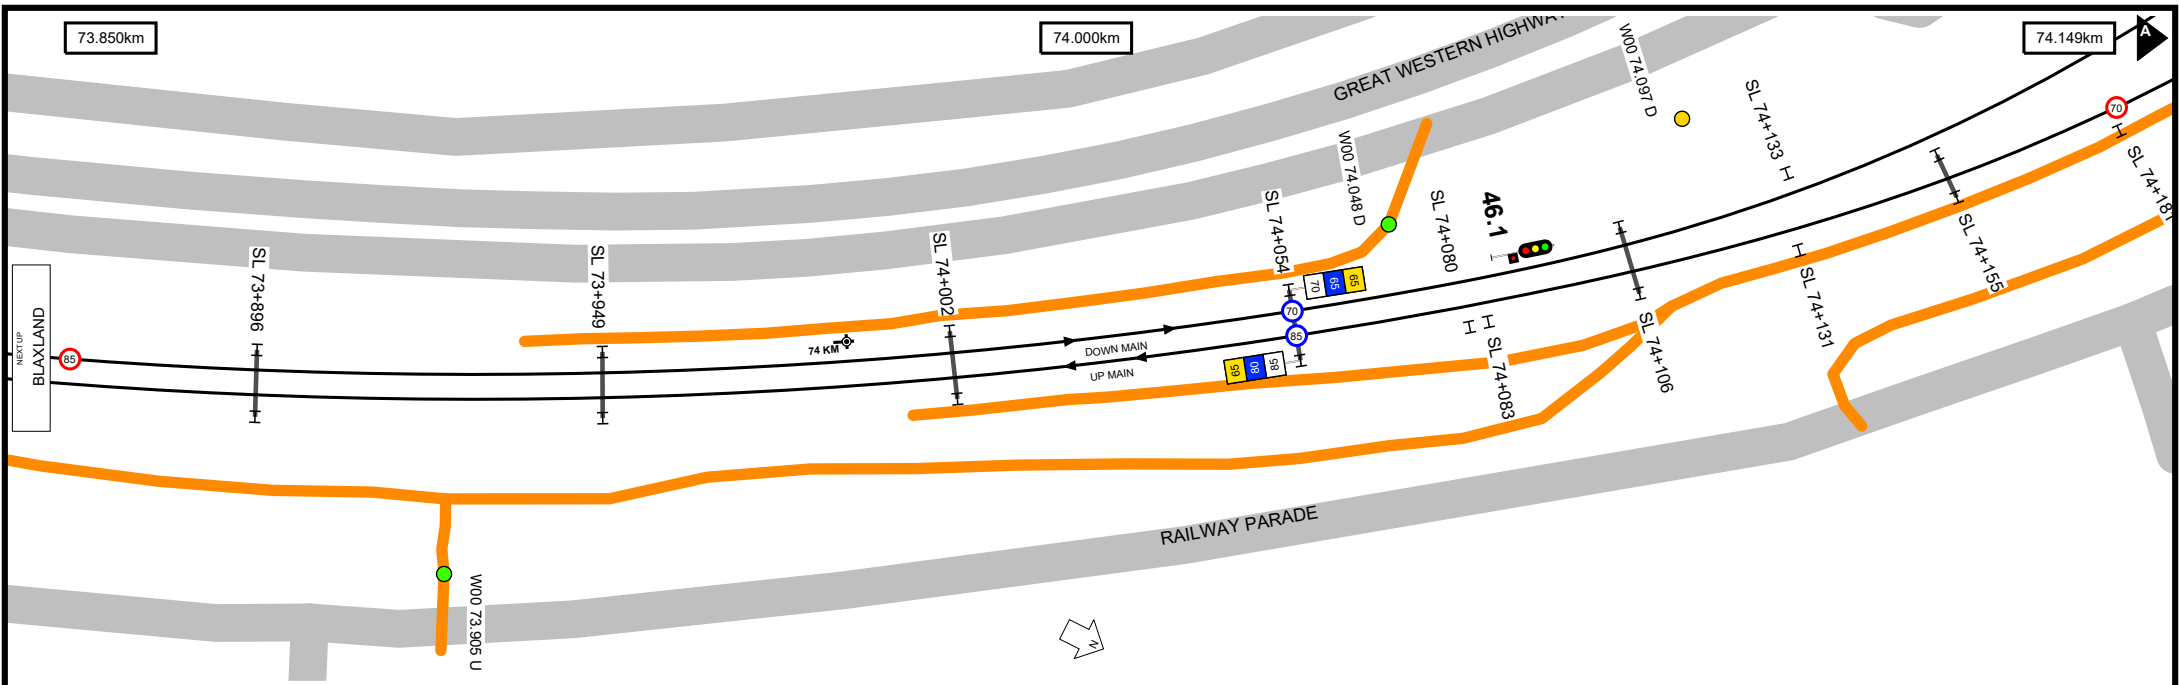 73.850km
74.000km
74.149km
A
GREAT WESTERN HIGHWAY
W00 74.097 D
SL 74+133
70
W00 74.048 D
SL 74+181
SL 74+054
SL 74+080
46.1
SL 73+896
SL 73+949
SL 74+002
SL 74+155
70
65
65
SL 74+131
NEXT UP
BLAXLAND
85
74 KM
DOWN MAIN
UP MAIN
70
85
65
80
85
SL 74+083
SL 74+106
RAILWAY PARADE
W00 73.905 U
N